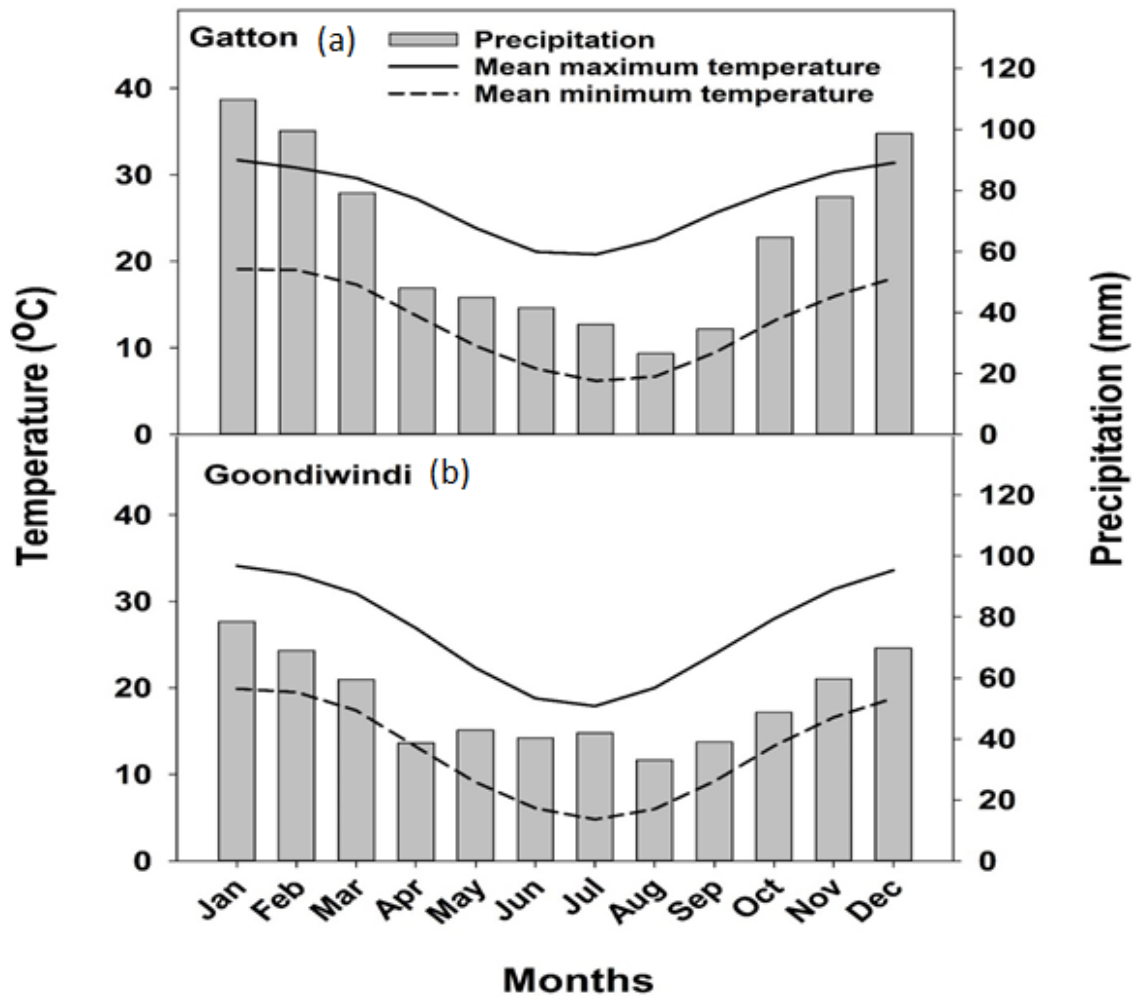 Gatton (a)
Precipitation
Mean maximum temperature
Mean minimum temperature
40
30
20
10
0
120
100
80
60
40
20
0
Goondiwindi (b)
40
30
20
10
0
120
100
80
60
40
20
0
Temperature (⁰C)
Precipitation (mm)
Jan Feb Mar Apr May Jun Jul Aug Sep Oct Nov Dec
Months